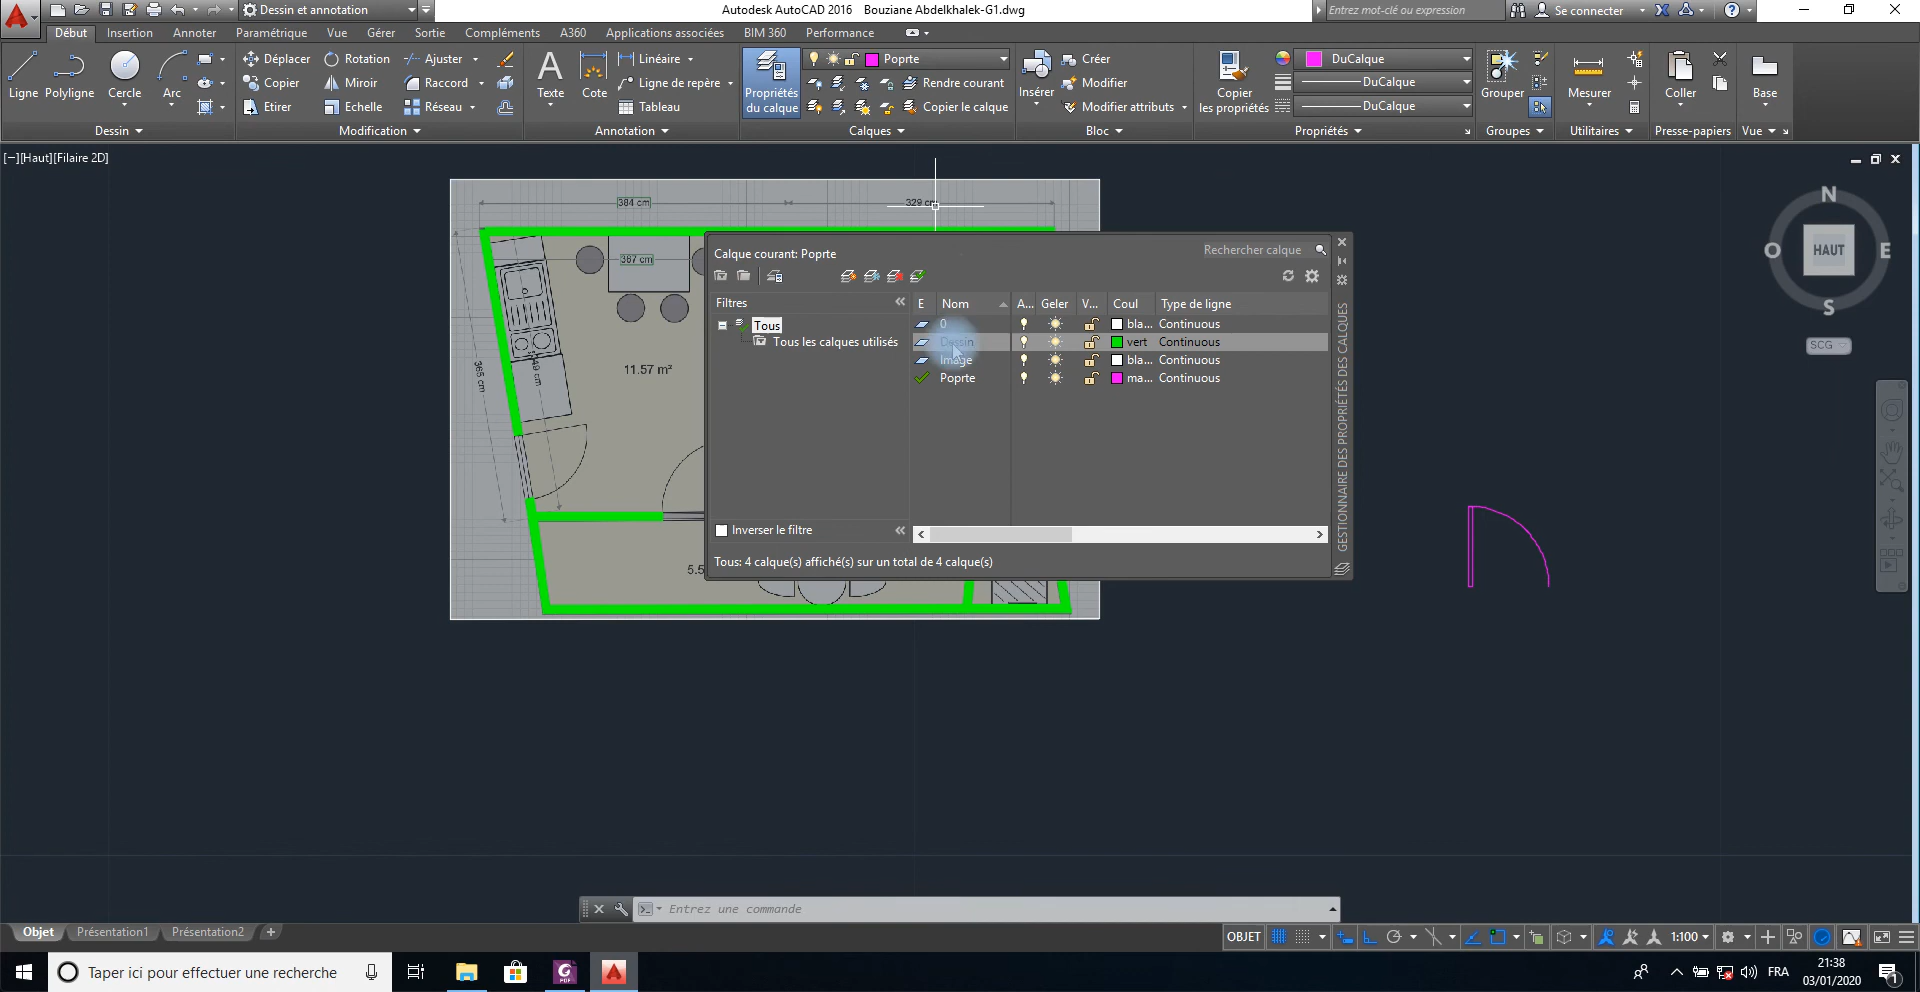 Autodesk AutoCAD 2016 Bouziane Abdelkhalek-G1.dwg
Dessin et annotation
Entrez mot-clé ou expression
Se connecter
Début Insertion Annoter Paramétrique Vue Gérer Sortie Compléments A360 Applications associées BIM 360 Performance
Ligne Polyligne Cercle Arc
Déplacer Rotation Ajuster
Copier Miroir Raccord
Etirer Echelle Réseau
Texte Cote
Linéaire
Ligne de repère
Tableau
Propriétés du calque
Poprte
Rendre courant
Copier le calque
Insérer
Créer
Modifier
Modifier attributs
Copier les propriétés
DuCalque
DuCalque
DuCalque
Grouper
Mesurer
Coller
Base
Dessin Modification Annotation Calques Bloc Propriétés Groupes Utilitaires Presse-papiers Vue
[−][Haut][Filaire 2D]
384 cm
329 cm
367 cm
365 cm
11.57 m²
5.5
Calque courant: Poprte
Rechercher calque
Filtres
Tous
Tous les calques utilisés
E Nom A... Geler V... Coul Type de ligne
0 bla... Continuous
Dessin vert Continuous
Image bla... Continuous
Poprte ma... Continuous
Inverser le filtre
Tous: 4 calque(s) affiché(s) sur un total de 4 calque(s)
GESTIONNAIRE DES PROPRIÉTÉS DES CALQUES
N
O HAUT E
S
SCG
Entrez une commande
Objet Présentation1 Présentation2 +
OBJET
1:100
Taper ici pour effectuer une recherche
PDF
FRA
21:38
03/01/2020
1